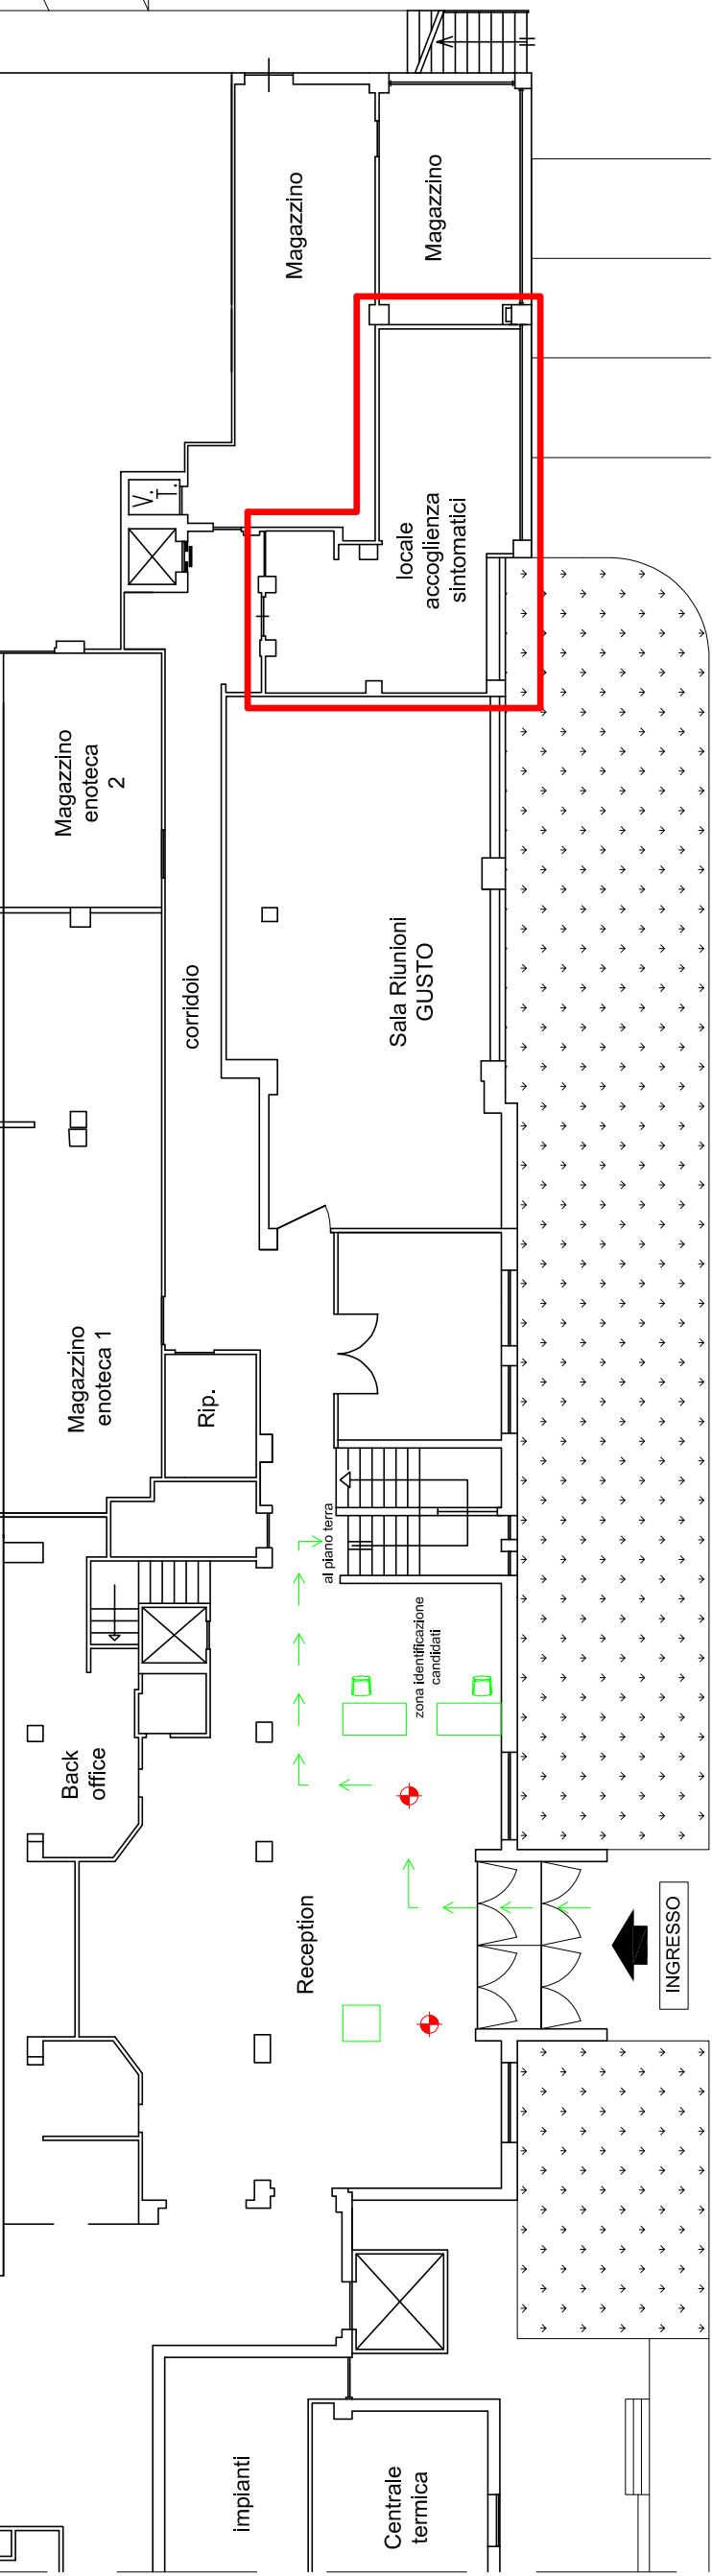 Magazzino
Magazzino
V.T.
locale
accoglienza
sintomatici
Magazzino
enoteca
2
corridoio
Sala Riunioni
GUSTO
Magazzino
enoteca 1
Rip.
al piano terra
zona identificazione
candidati
Back
office
Reception
INGRESSO
impianti
Centrale
termica